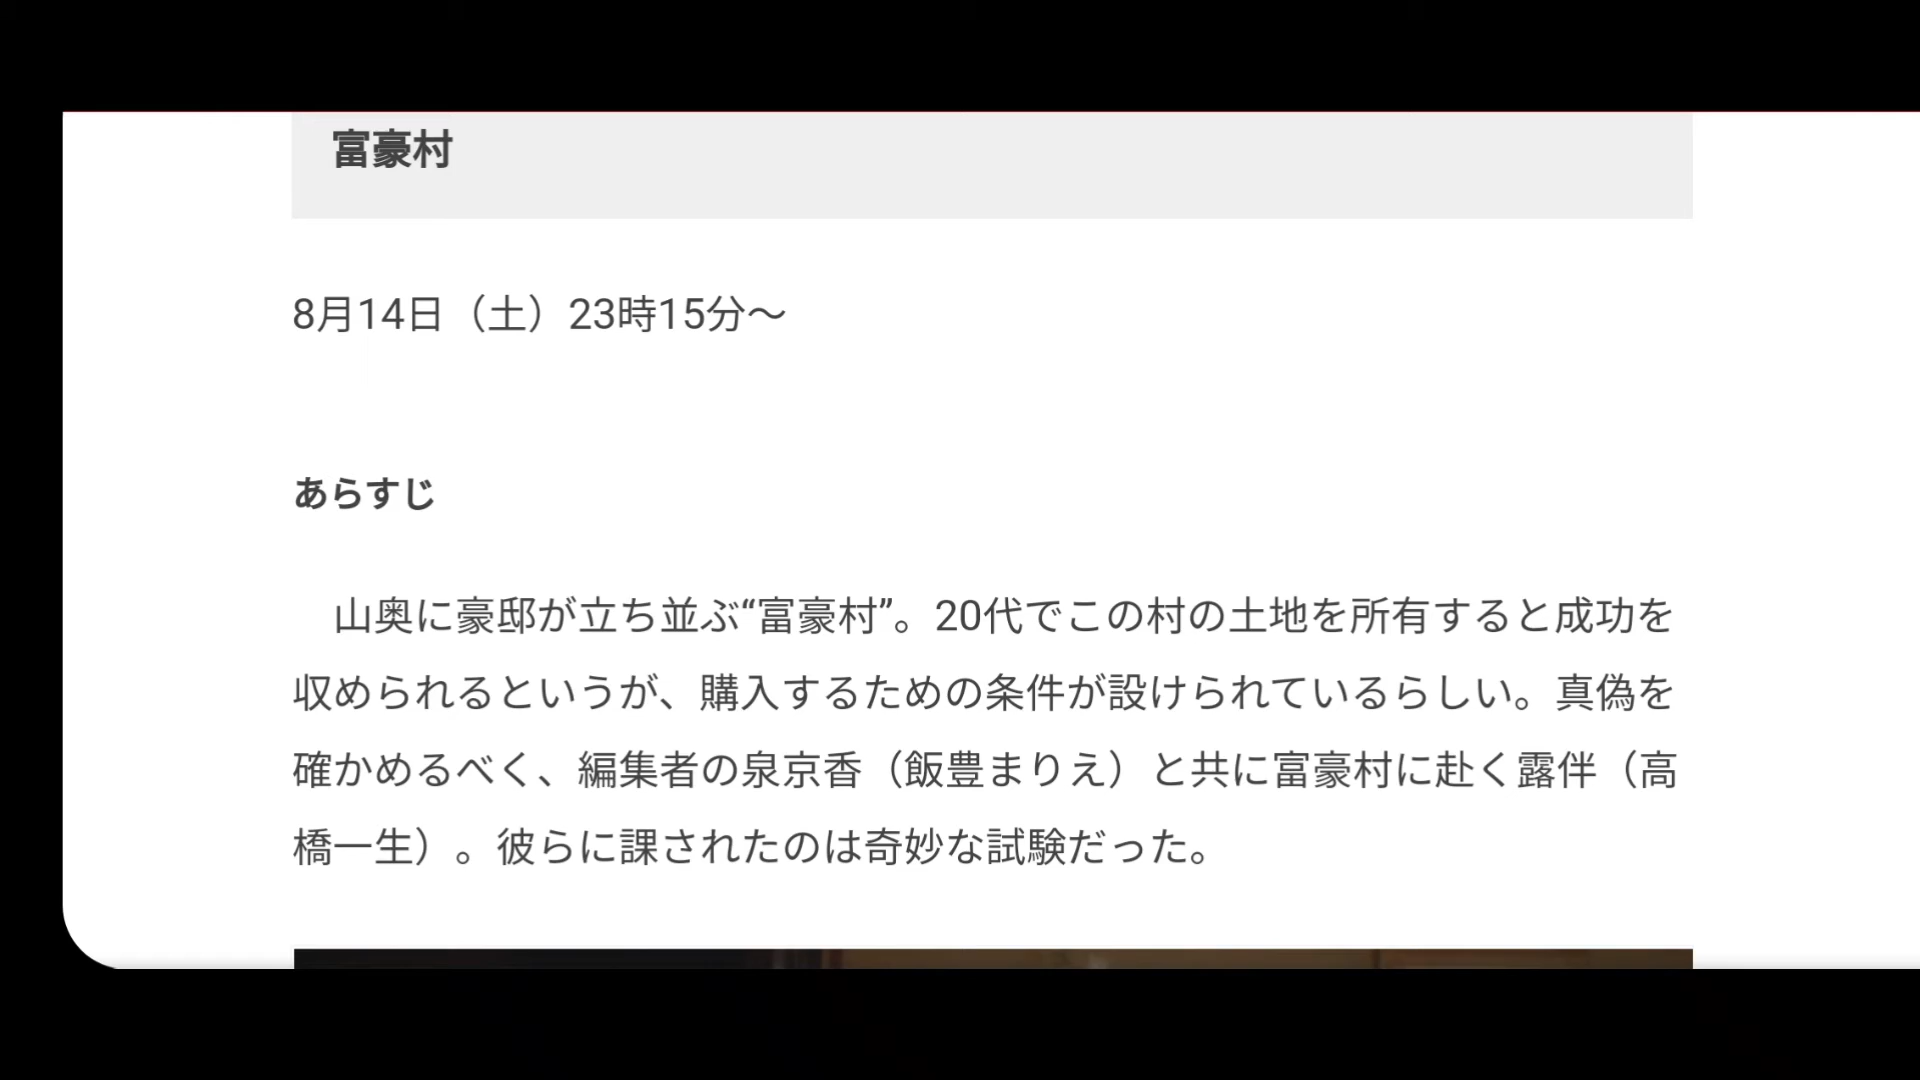 富豪村
8月14日（土）23時15分～
あらすじ
　山奥に豪邸が立ち並ぶ“富豪村”。20代でこの村の土地を所有すると成功を
収められるというが、購入するための条件が設けられているらしい。真偽を
確かめるべく、編集者の泉京香（飯豊まりえ）と共に富豪村に赴く露伴（高
橋一生）。彼らに課されたのは奇妙な試験だった。